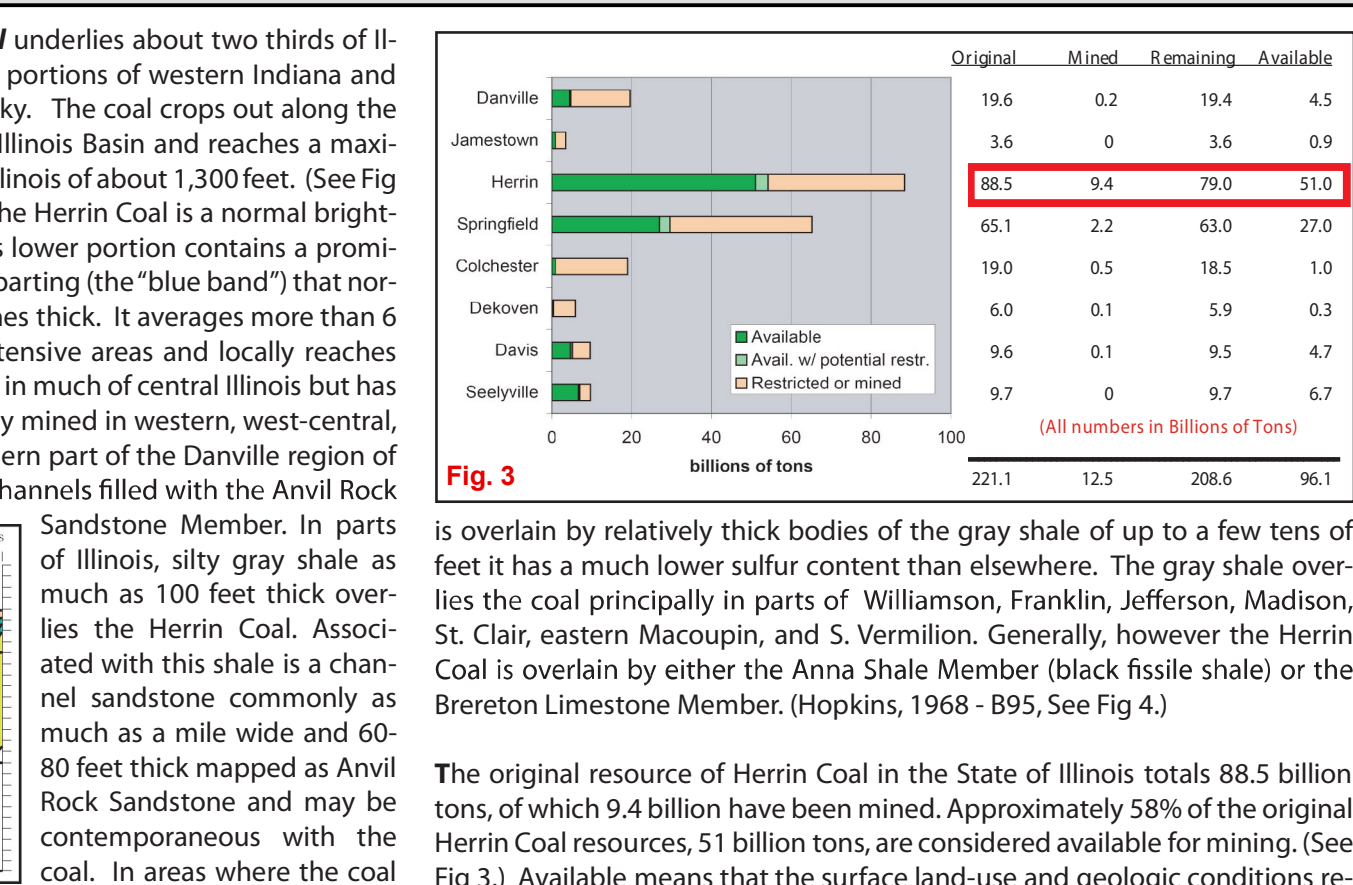 l underlies about two thirds of Il-
portions of western Indiana and
ky. The coal crops out along the
Illinois Basin and reaches a maxi-
linois of about 1,300 feet. (See Fig
he Herrin Coal is a normal bright-
s lower portion contains a promi-
parting (the “blue band”) that nor-
nes thick. It averages more than 6
tensive areas and locally reaches
in much of central Illinois but has
y mined in western, west-central,
ern part of the Danville region of
hannels filled with the Anvil Rock
Sandstone Member. In parts
of Illinois, silty gray shale as
much as 100 feet thick over-
lies the Herrin Coal. Associ-
ated with this shale is a chan-
nel sandstone commonly as
much as a mile wide and 60-
80 feet thick mapped as Anvil
Rock Sandstone and may be
contemporaneous with the
coal. In areas where the coal
Original Mined Remaining Available
Danville 19.6 0.2 19.4 4.5
Jamestown 3.6 0 3.6 0.9
Herrin 88.5 9.4 79.0 51.0
Springfield 65.1 2.2 63.0 27.0
Colchester 19.0 0.5 18.5 1.0
Dekoven 6.0 0.1 5.9 0.3
Available
Davis 9.6 0.1 9.5 4.7
Avail. w/ potential restr.
Restricted or mined
Seelyville 9.7 0 9.7 6.7
(All numbers in Billions of Tons)
0 20 40 60 80 100
billions of tons
Fig. 3
221.1 12.5 208.6 96.1
is overlain by relatively thick bodies of the gray shale of up to a few tens of
feet it has a much lower sulfur content than elsewhere. The gray shale over-
lies the coal principally in parts of Williamson, Franklin, Jefferson, Madison,
St. Clair, eastern Macoupin, and S. Vermilion. Generally, however the Herrin
Coal is overlain by either the Anna Shale Member (black fissile shale) or the
Brereton Limestone Member. (Hopkins, 1968 - B95, See Fig 4.)
The original resource of Herrin Coal in the State of Illinois totals 88.5 billion
tons, of which 9.4 billion have been mined. Approximately 58% of the original
Herrin Coal resources, 51 billion tons, are considered available for mining. (See
Fig 3.) Available means that the surface land-use and geologic conditions re-